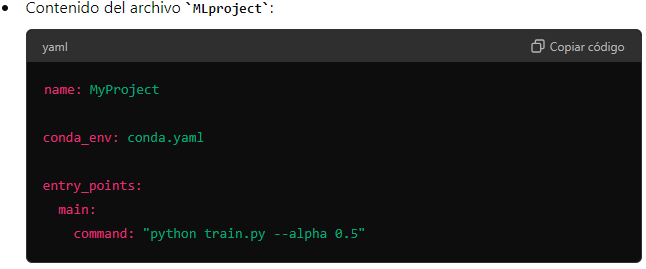 • Contenido del archivo `MLproject`:
yaml
Copiar código
name: MyProject
conda_env: conda.yaml
entry_points:
  main:
    command: "python train.py --alpha 0.5"